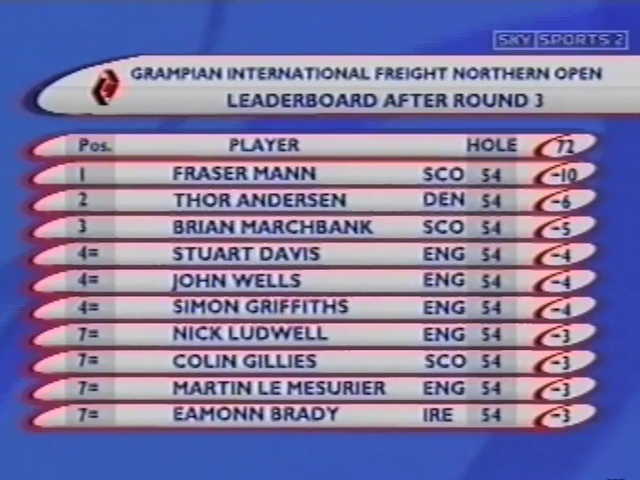 SKY SPORTS 2
GRAMPIAN INTERNATIONAL FREIGHT NORTHERN OPEN
LEADERBOARD AFTER ROUND 3
Pos. PLAYER HOLE 72
1 FRASER MANN SCO 54 -10
2 THOR ANDERSEN DEN 54 -6
3 BRIAN MARCHBANK SCO 54 -5
4= STUART DAVIS ENG 54 -4
4= JOHN WELLS ENG 54 -4
4= SIMON GRIFFITHS ENG 54 -4
7= NICK LUDWELL ENG 54 -3
7= COLIN GILLIES SCO 54 -3
7= MARTIN LE MESURIER ENG 54 -3
7= EAMONN BRADY IRE 54 -3